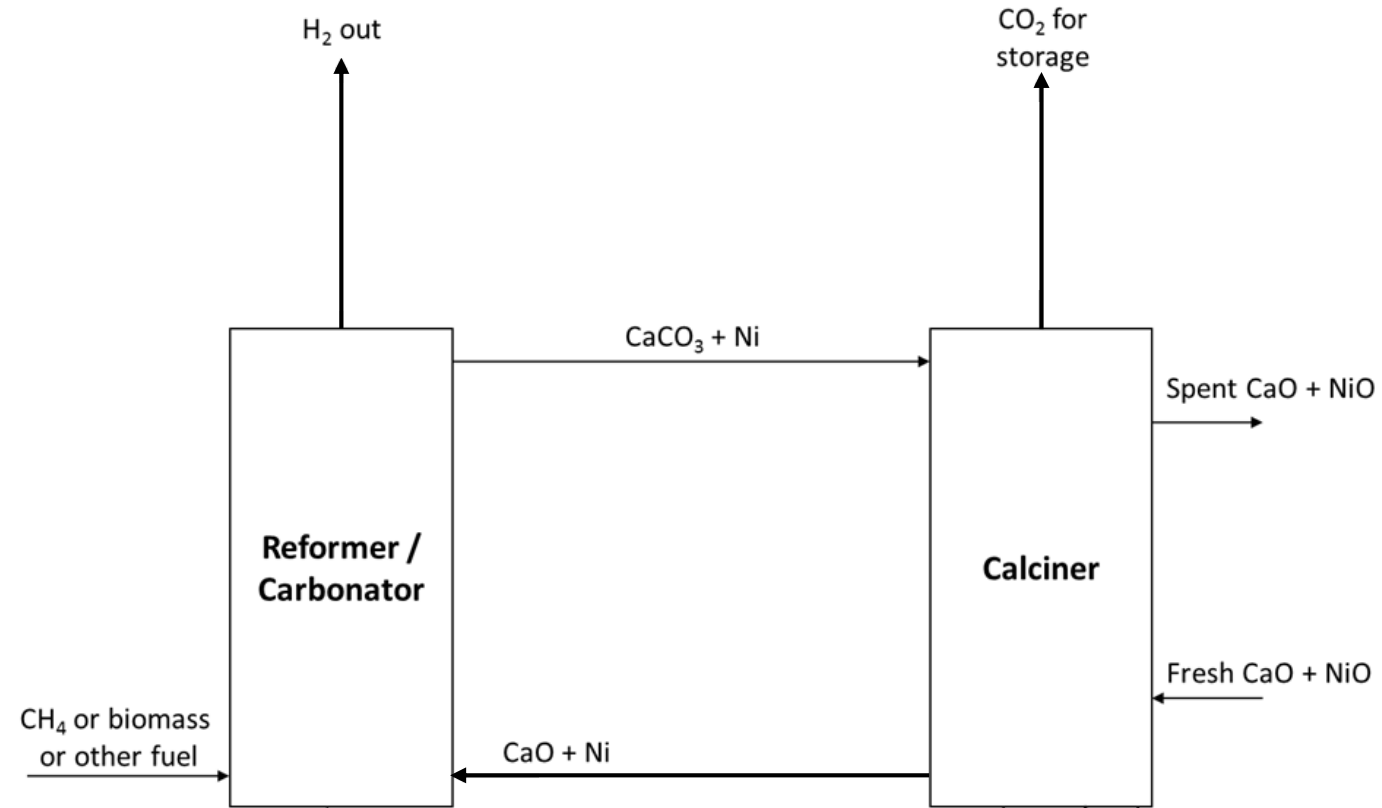 H₂ out
CO₂ for
storage
CaCO₃ + Ni
Spent CaO + NiO
Reformer /
Carbonator
Calciner
Fresh CaO + NiO
CH₄ or biomass
or other fuel
CaO + Ni